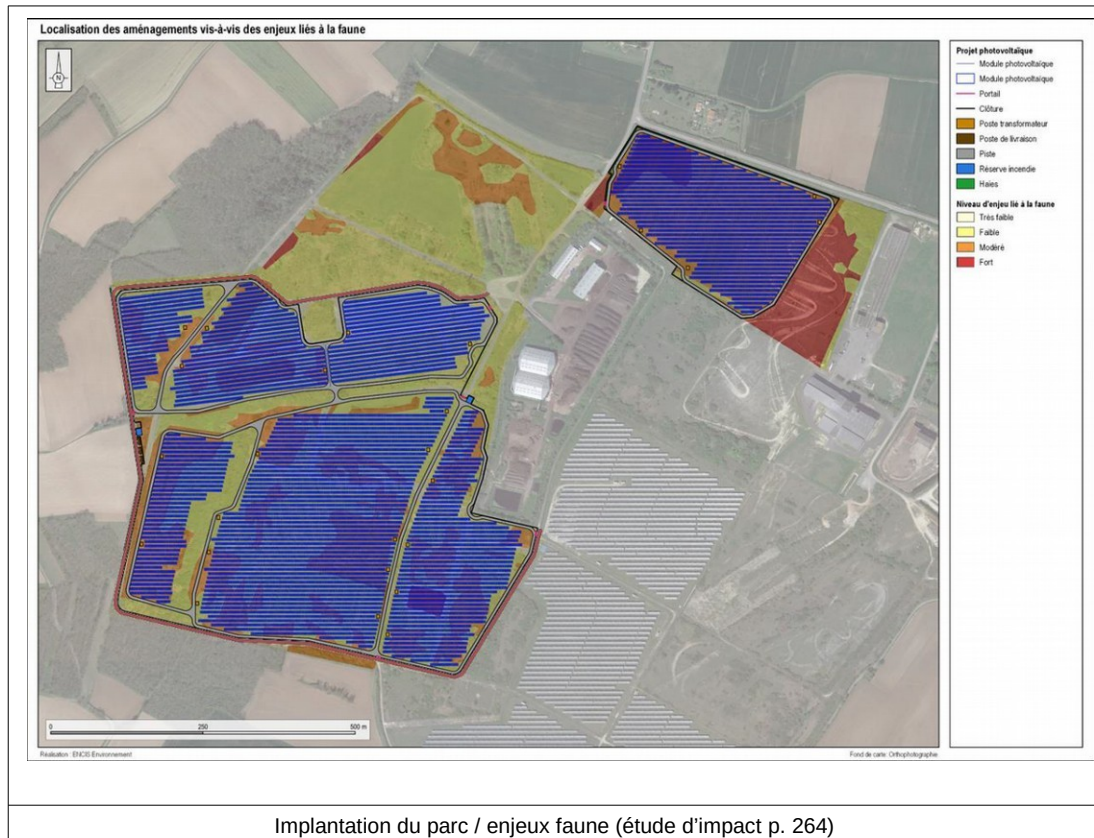 Localisation des aménagements vis-à-vis des enjeux liés à la faune
N
Projet photovoltaïque
Module photovoltaïque
Module photovoltaïque
Portail
Clôture
Poste transformateur
Poste de livraison
Piste
Réserve incendie
Haies
Niveau d'enjeu lié à la faune
Très faible
Faible
Modéré
Fort
0 250 500 m
Réalisation : ENCIS Environnement
Fond de carte: Orthophotographie
Implantation du parc / enjeux faune (étude d'impact p. 264)